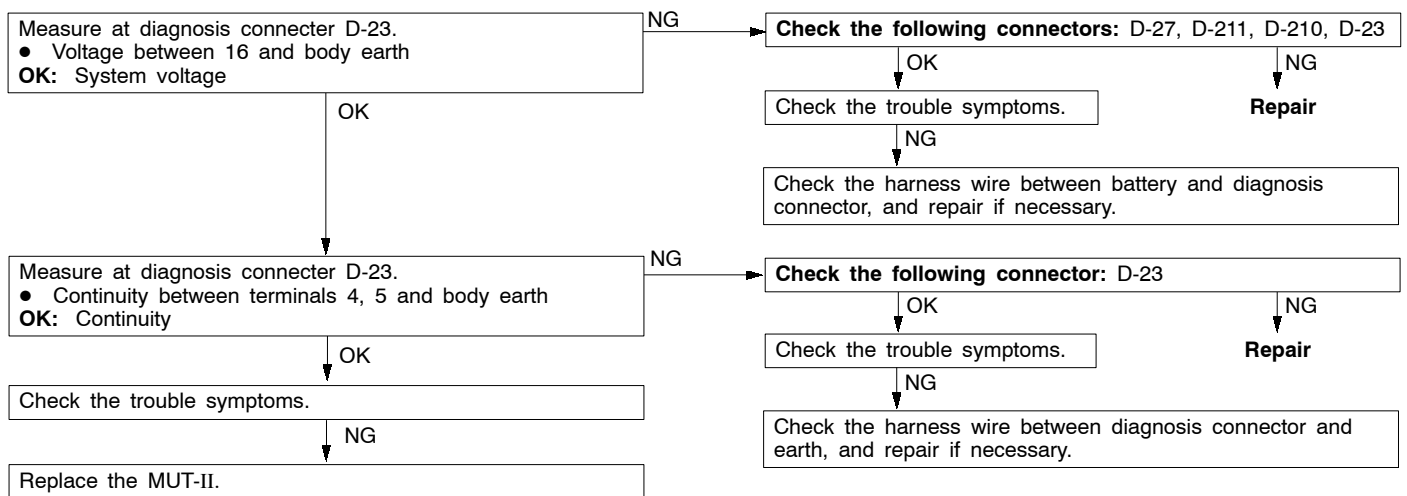 Measure at diagnosis connecter D-23.
● Voltage between 16 and body earth
OK: System voltage
NG
Check the following connectors: D-27, D-211, D-210, D-23
OK
NG
Check the trouble symptoms.
Repair
NG
Check the harness wire between battery and diagnosis
connector, and repair if necessary.
OK
Measure at diagnosis connecter D-23.
● Continuity between terminals 4, 5 and body earth
OK: Continuity
NG
Check the following connector: D-23
OK
NG
Check the trouble symptoms.
Repair
NG
Check the harness wire between diagnosis connector and
earth, and repair if necessary.
OK
Check the trouble symptoms.
NG
Replace the MUT-II.